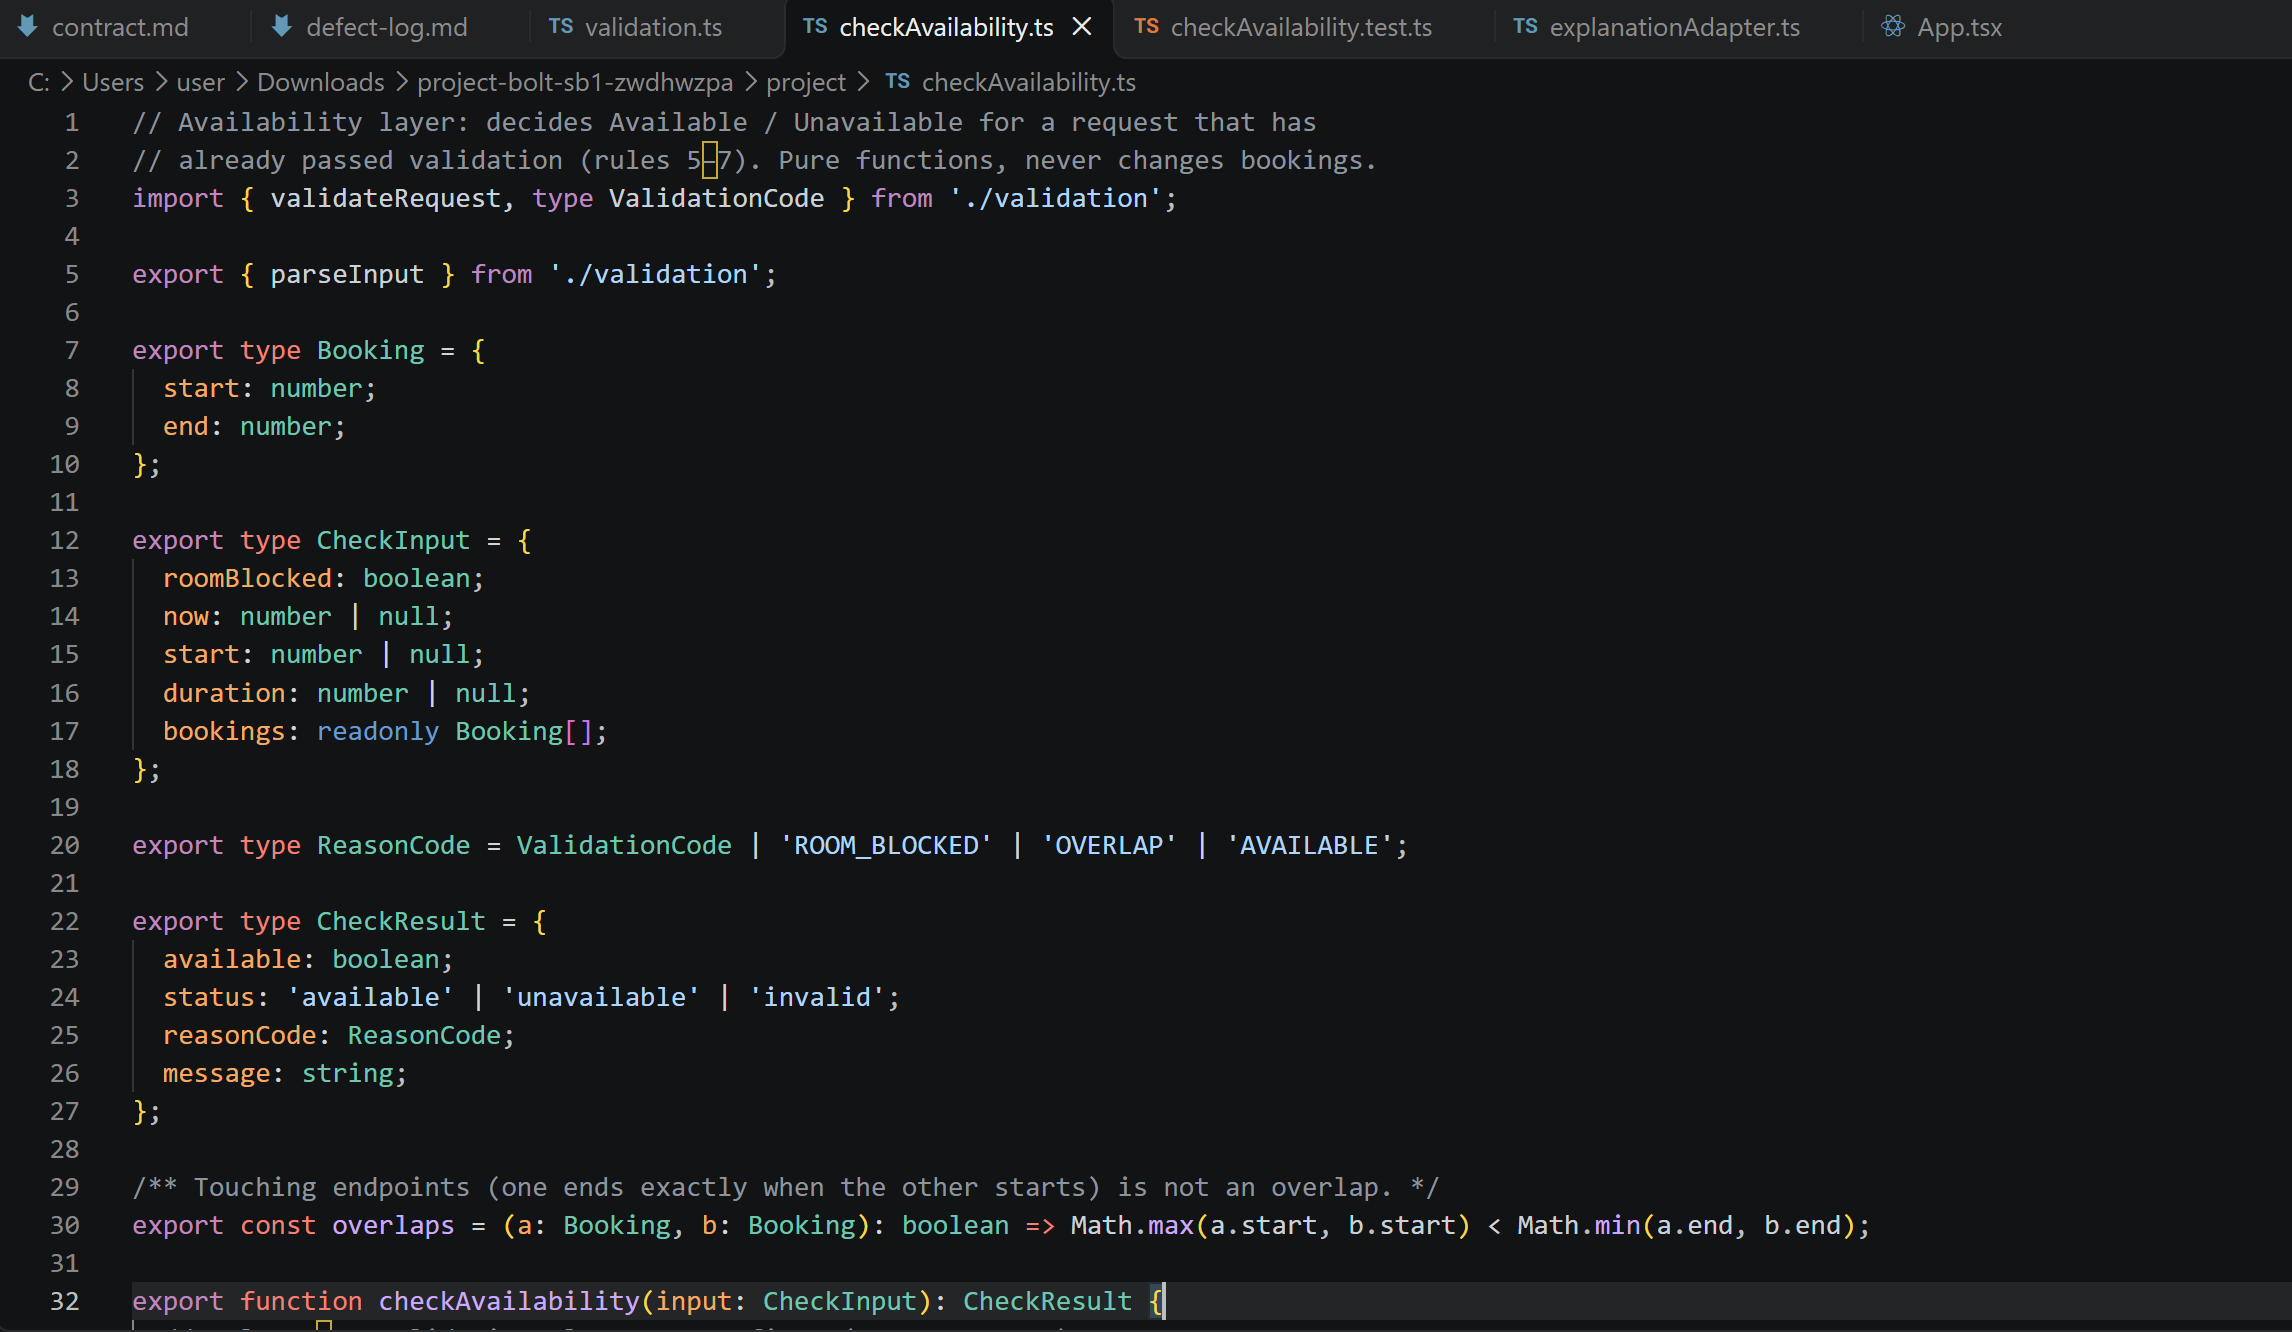 contract.md
defect-log.md
TS validation.ts
TS checkAvailability.ts
TS checkAvailability.test.ts
TS explanationAdapter.ts
App.tsx
C: > Users > user > Downloads > project-bolt-sb1-zwdhwzpa > project > TS checkAvailability.ts
1 // Availability layer: decides Available / Unavailable for a request that has
2 // already passed validation (rules 5–7). Pure functions, never changes bookings.
3 import { validateRequest, type ValidationCode } from './validation';
4
5 export { parseInput } from './validation';
6
7 export type Booking = {
8   start: number;
9   end: number;
10 };
11
12 export type CheckInput = {
13   roomBlocked: boolean;
14   now: number | null;
15   start: number | null;
16   duration: number | null;
17   bookings: readonly Booking[];
18 };
19
20 export type ReasonCode = ValidationCode | 'ROOM_BLOCKED' | 'OVERLAP' | 'AVAILABLE';
21
22 export type CheckResult = {
23   available: boolean;
24   status: 'available' | 'unavailable' | 'invalid';
25   reasonCode: ReasonCode;
26   message: string;
27 };
28
29 /** Touching endpoints (one ends exactly when the other starts) is not an overlap. */
30 export const overlaps = (a: Booking, b: Booking): boolean => Math.max(a.start, b.start) < Math.min(a.end, b.end);
31
32 export function checkAvailability(input: CheckInput): CheckResult {